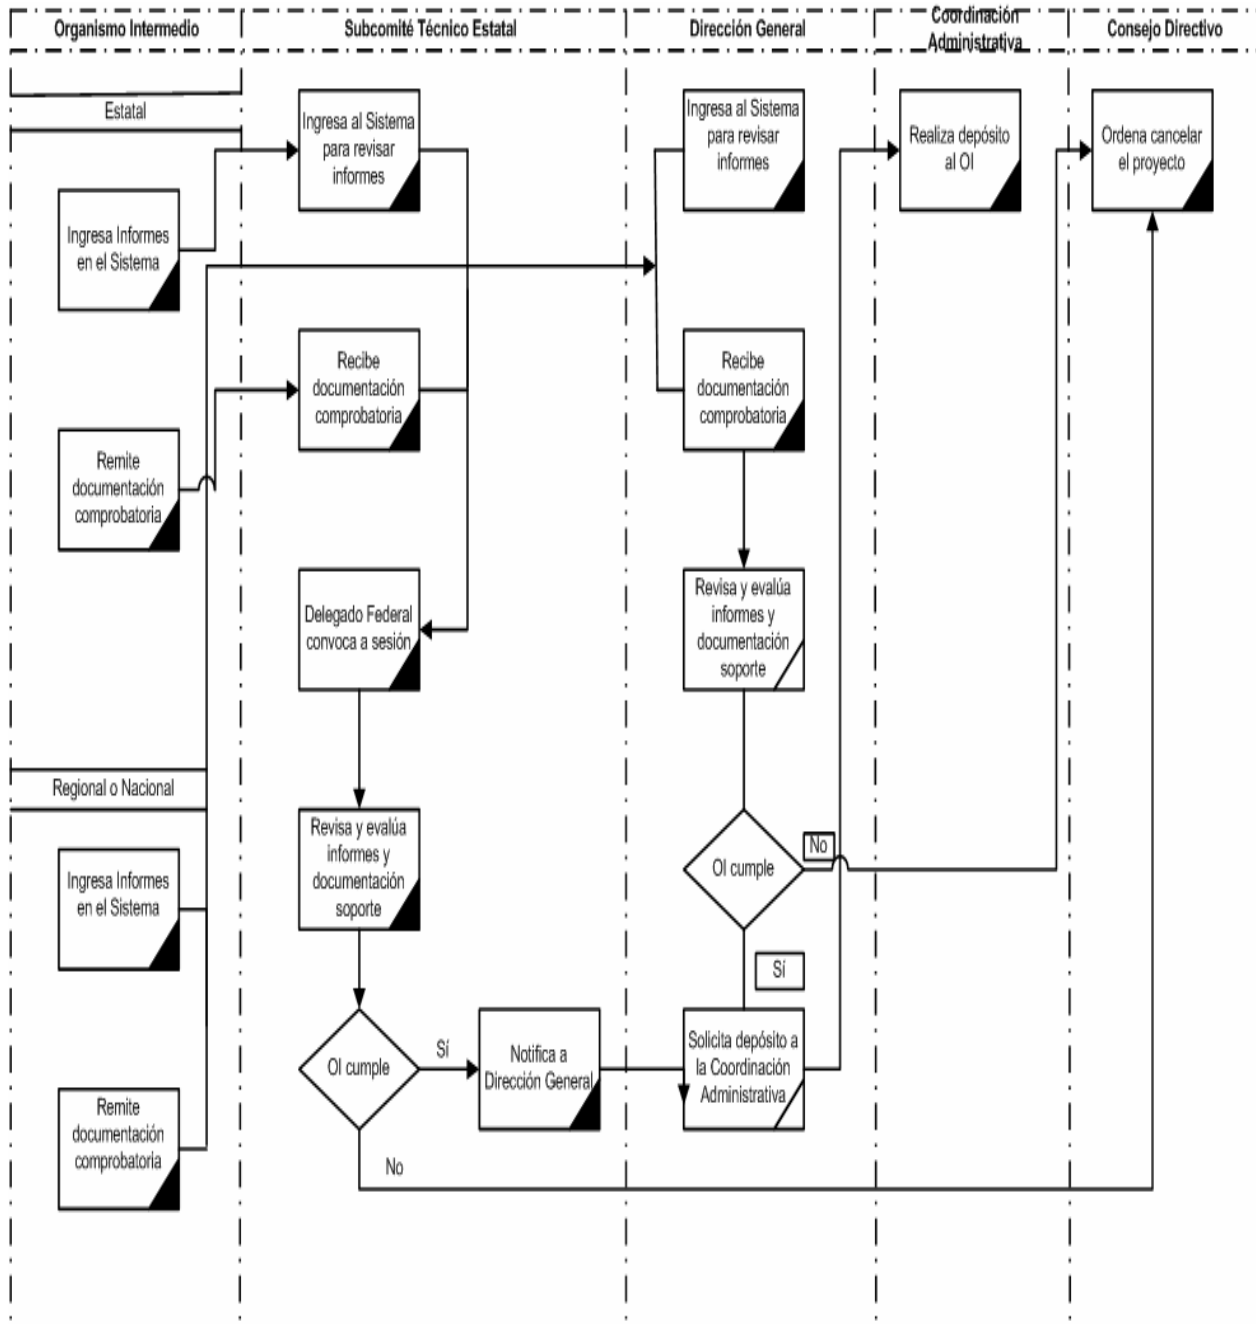 Organismo Intermedio
Subcomité Técnico Estatal
Dirección General
Coordinación
Administrativa
Consejo Directivo
Estatal
Ingresa Informes
en el Sistema
Remite
documentación
comprobatoria
Regional o Nacional
Ingresa Informes
en el Sistema
Remite
documentación
comprobatoria
Ingresa al Sistema
para revisar
informes
Recibe
documentación
comprobatoria
Delegado Federal
convoca a sesión
Revisa y evalúa
informes y
documentación
soporte
OI cumple
Sí
No
Notifica a
Dirección General
Ingresa al Sistema
para revisar
informes
Recibe
documentación
comprobatoria
Revisa y evalúa
informes y
documentación
soporte
OI cumple
No
Sí
Solicita depósito a
la Coordinación
Administrativa
Realiza depósito
al OI
Ordena cancelar
el proyecto